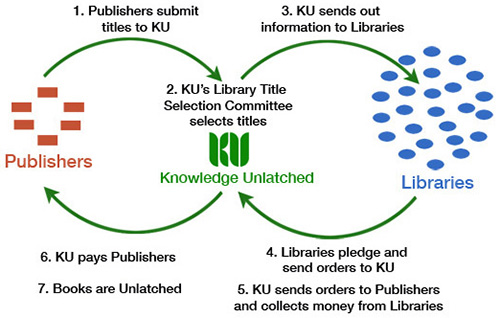 1. Publishers submit
titles to KU
3. KU sends out
information to Libraries
2. KU's Library Title
Selection Committee
selects titles
KU
Publishers
Knowledge Unlatched
Libraries
6. KU pays Publishers
7. Books are Unlatched
4. Libraries pledge and
send orders to KU
5. KU sends orders to Publishers
and collects money from Libraries